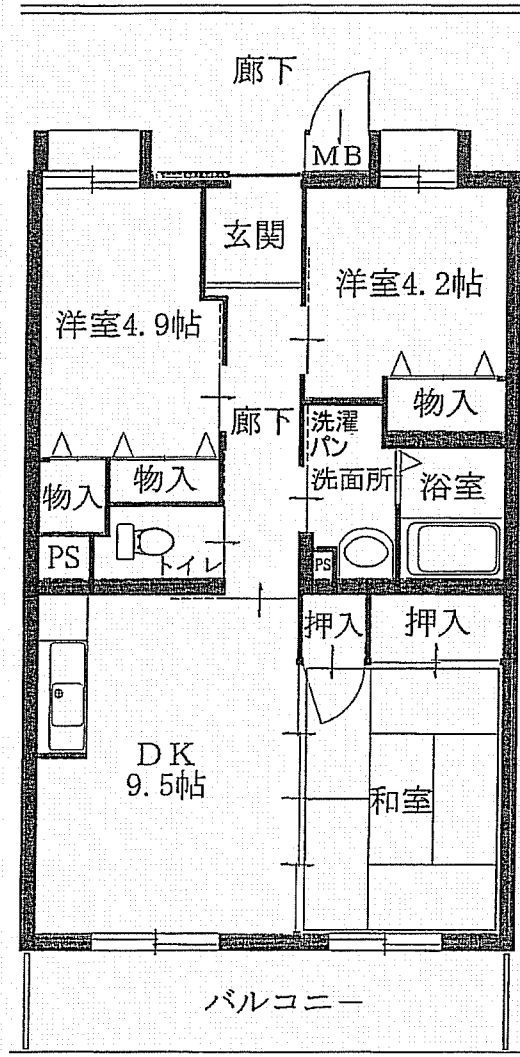 廊下
MB
玄関
洋室4.9帖
洋室4.2帖
物入
廊下
洗濯
パン
洗面所
浴室
物入
物入
PS
トイレ
PS
押入
押入
DK
9.5帖
和室
バルコニー